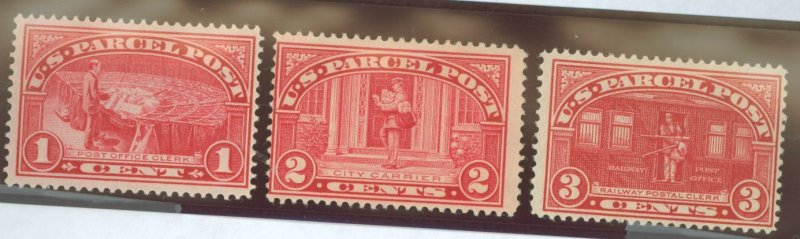 U.S. PARCEL POST
POST OFFICE CLERK
1 CENT 1
U.S. PARCEL POST
CITY CARRIER
2 CENTS 2
U.S. PARCEL POST
RAILWAY POST
OFFICE
RAILWAY POSTAL CLERK
3 CENTS 3